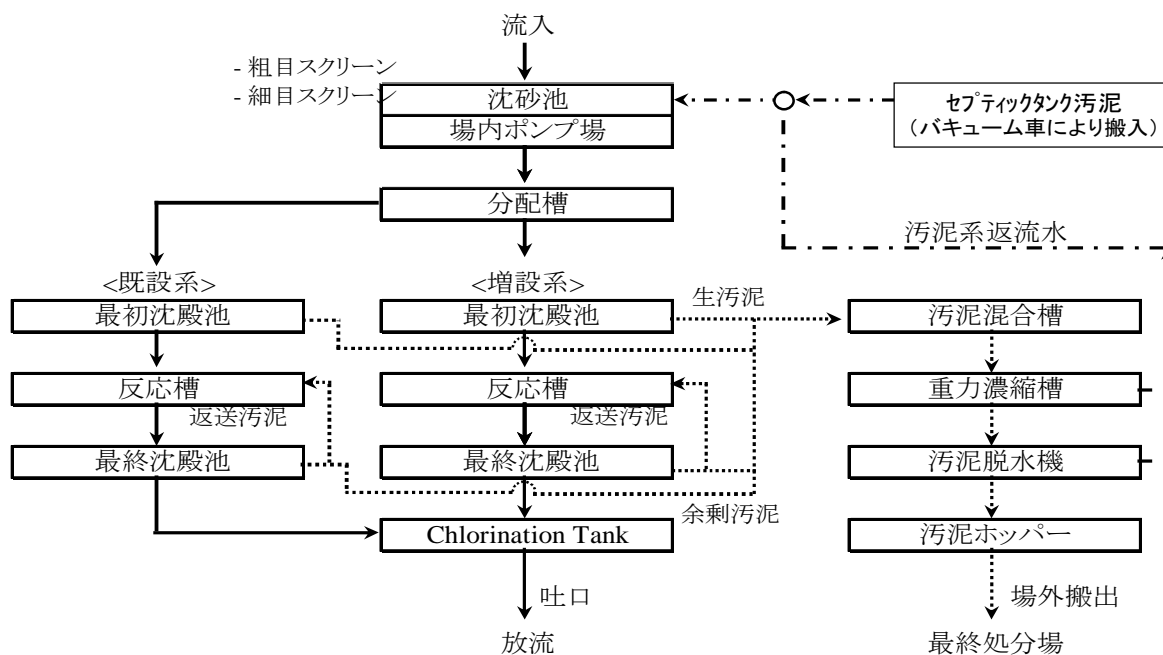 流入
- 粗目スクリーン
- 細目スクリーン
沈砂池
場内ポンプ場
セプティックタンク汚泥
（バキューム車により搬入）
分配槽
汚泥系返流水
<既設系>
<増設系>
生汚泥
最初沈殿池
最初沈殿池
汚泥混合槽
反応槽
反応槽
重力濃縮槽
返送汚泥
返送汚泥
最終沈殿池
最終沈殿池
汚泥脱水機
余剰汚泥
Chlorination Tank
汚泥ホッパー
吐口
場外搬出
放流
最終処分場